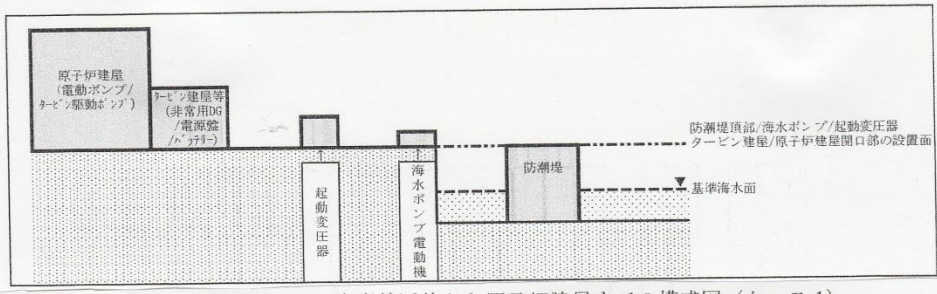 原子炉建屋
(電動ポンプ/
タービン駆動ポンプ)
タービン建屋等
(非常用DG
/電源盤
/バッテリー)
起動変圧器
海水ポンプ電動機
防潮堤
防潮堤頂部/海水ポンプ/起動変圧器
タービン建屋/原子炉建屋開口部の設置面
基準海水面